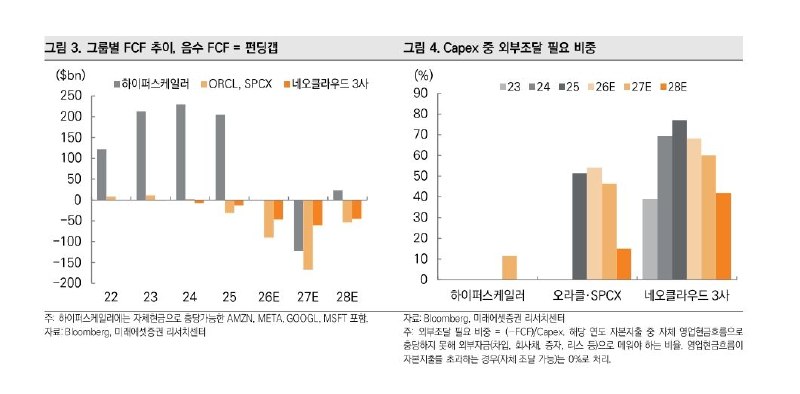 그림 3. 그룹별 FCF 추이, 음수 FCF = 펀딩갭
($bn)
하이퍼스케일러 ORCL, SPCX 네오클라우드 3사
250
200
150
100
50
0
-50
-100
-150
-200
22 23 24 25 26E 27E 28E
주: 하이퍼스케일러에는 자체현금으로 충당가능한 AMZN, META, GOOGL, MSFT 포함.
자료: Bloomberg, 미래에셋증권 리서치센터
그림 4. Capex 중 외부조달 필요 비중
(%)
23 24 25 26E 27E 28E
90
80
70
60
50
40
30
20
10
0
하이퍼스케일러 오라클·SPCX 네오클라우드 3사
자료: Bloomberg, 미래에셋증권 리서치센터
주: 외부조달 필요 비중 = (-FCF)/Capex. 해당 연도 자본지출 중 자체 영업현금흐름으로
충당하지 못해 외부자금(차입, 회사채, 증자, 리스 등)으로 메워야 하는 비율. 영업현금흐름이
자본지출을 초과하는 경우(자체 조달 가능)는 0%로 처리.